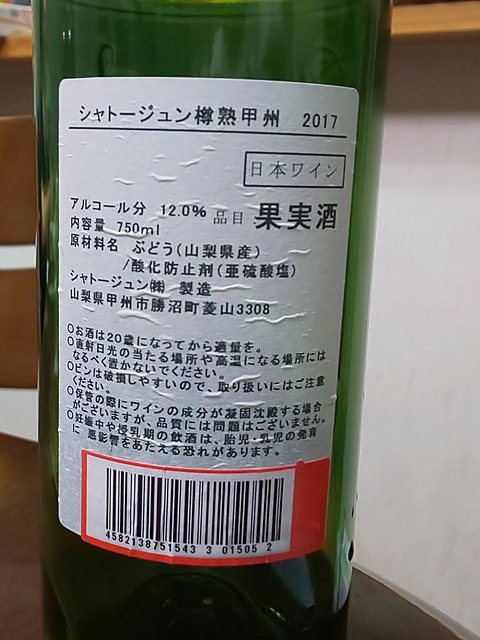 シャトージュン樽熟甲州 2017
日本ワイン
アルコール分 12.0% 品目 果実酒
内容量 750ml
原材料名 ぶどう(山梨県産)
/酸化防止剤(亜硫酸塩)
シャトージュン㈱ 製造
山梨県甲州市勝沼町菱山3308
○お酒は20歳になってから適量を。
○直射日光の当たる場所や高温になる場所には
なるべく置かないでください。
○ビンは破損しやすいので、取り扱いにはご注意
ください。
○保管の際にワインの成分が凝固沈殿する場合
がございますが、品質には問題はございません。
○妊娠中や授乳期の飲酒は、胎児・乳児の発育
に 悪影響をあたえる恐れがあります。
4582138751543 3 01505 2